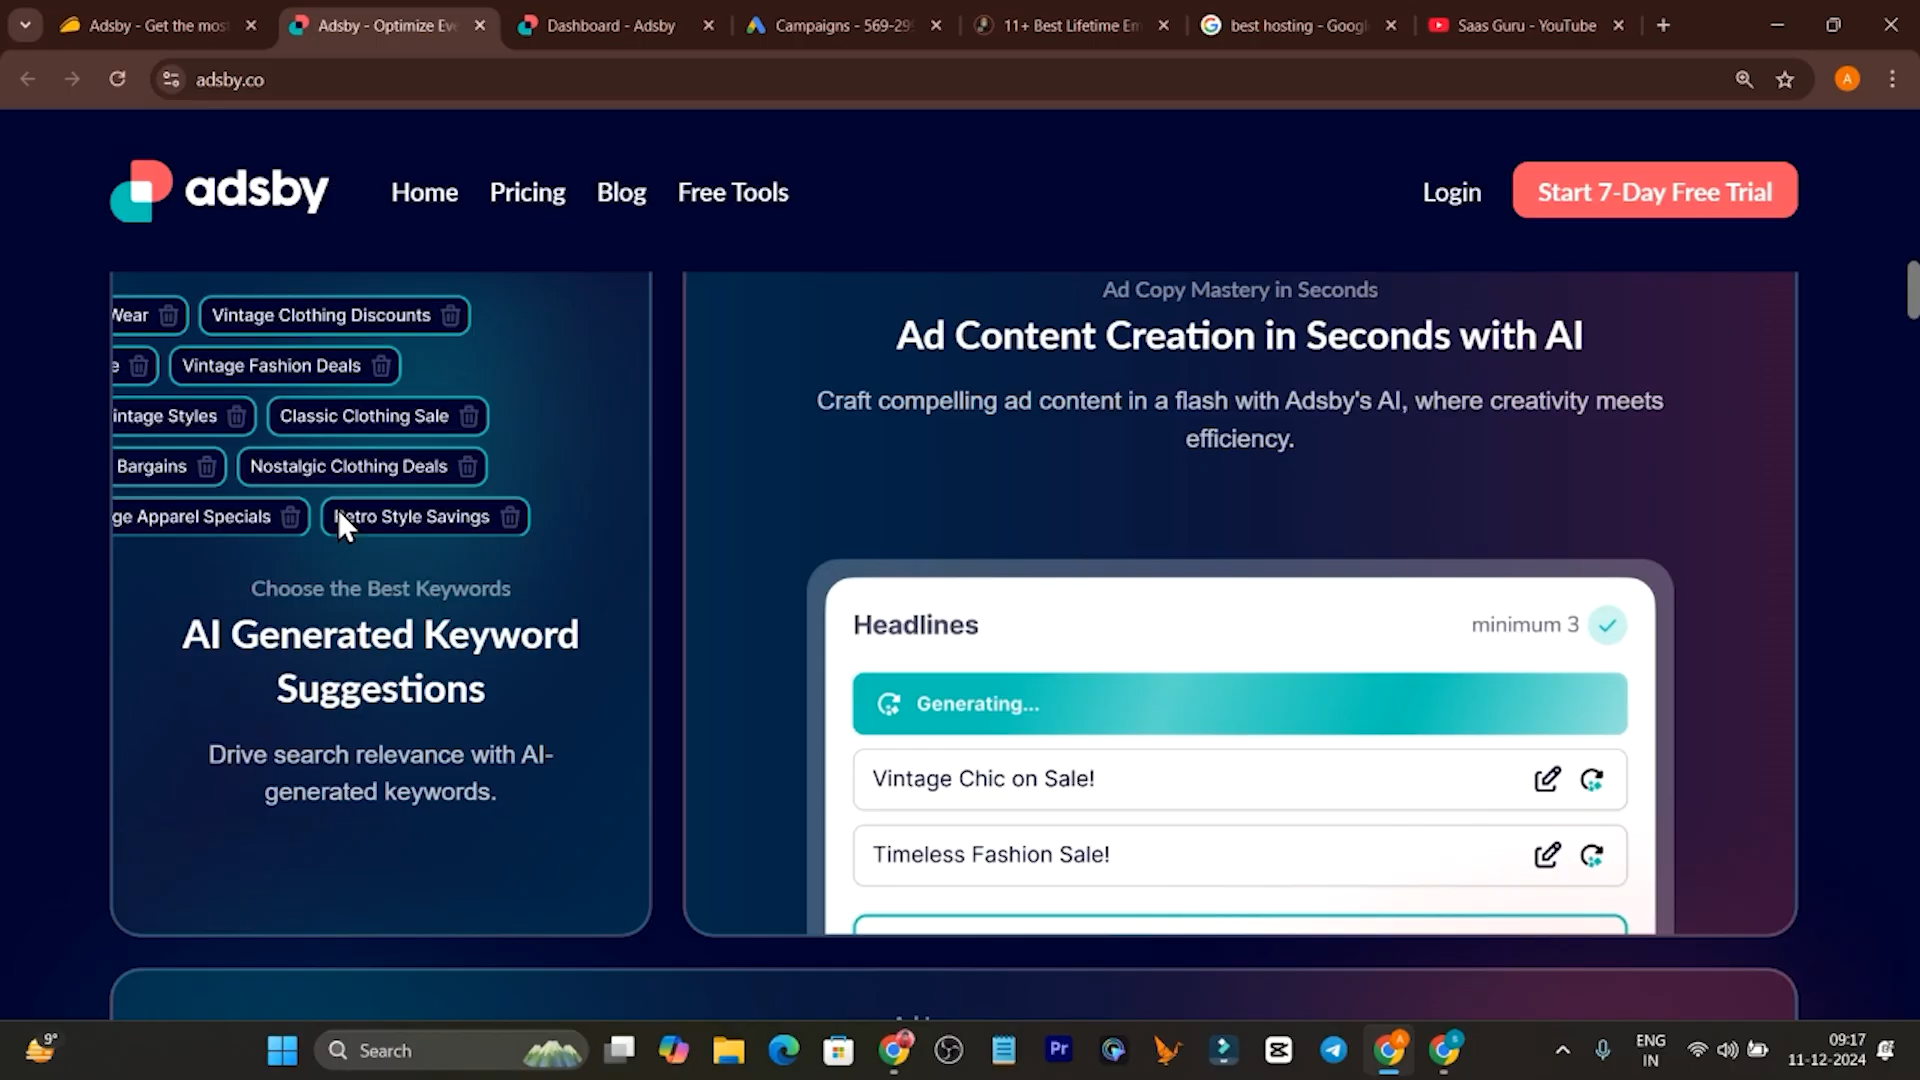 Adsby - Get the most
Adsby - Optimize Eve
Dashboard - Adsby
Campaigns - 569-29
11+ Best Lifetime Em
best hosting - Googl
Saas Guru - YouTube
adsby.co
A
adsby
Home
Pricing
Blog
Free Tools
Login
Start 7-Day Free Trial
Wear
Vintage Clothing Discounts
e
Vintage Fashion Deals
intage Styles
Classic Clothing Sale
Bargains
Nostalgic Clothing Deals
ge Apparel Specials
Retro Style Savings
Choose the Best Keywords
AI Generated Keyword
Suggestions
Drive search relevance with AI-
generated keywords.
Ad Copy Mastery in Seconds
Ad Content Creation in Seconds with AI
Craft compelling ad content in a flash with Adsby's AI, where creativity meets
efficiency.
Headlines
minimum 3
Generating...
Vintage Chic on Sale!
Timeless Fashion Sale!
9°
Search
Pr
ENG
IN
09:17
11-12-2024